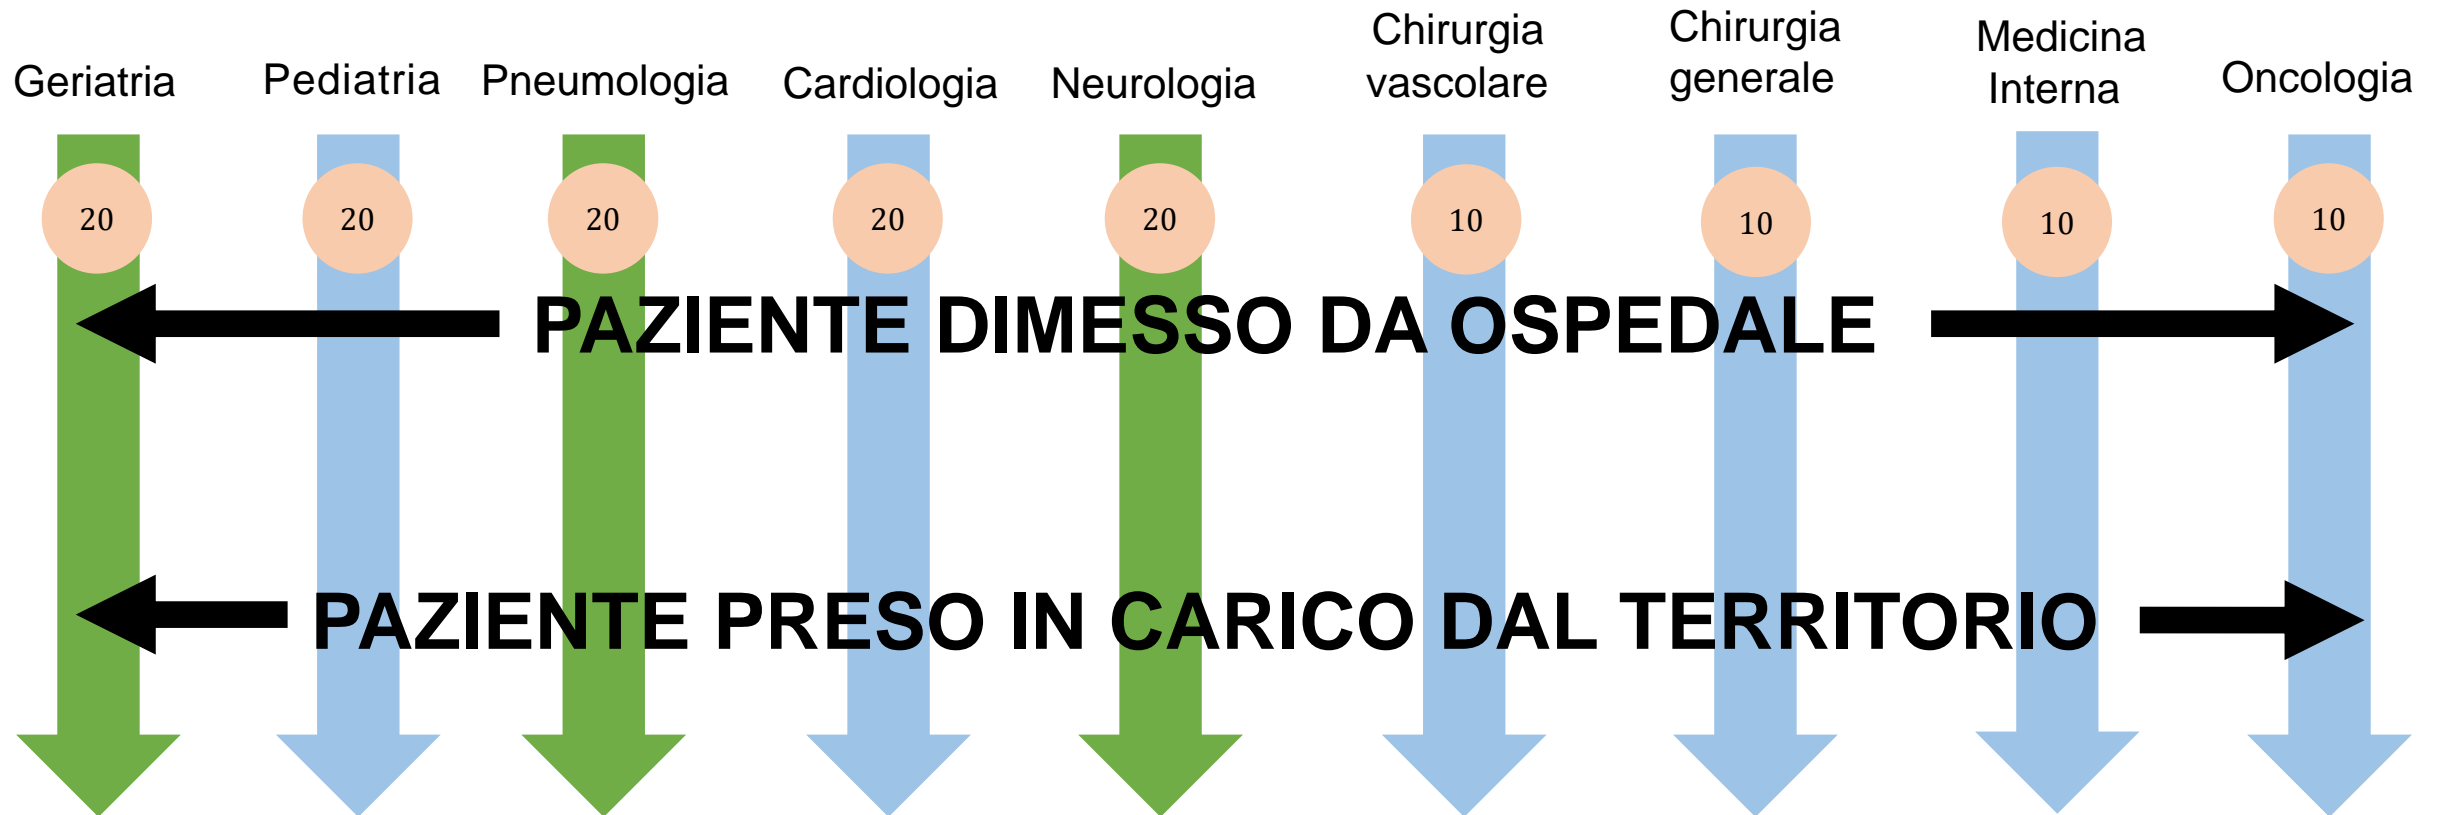 Geriatria
Pediatria
Pneumologia
Cardiologia
Neurologia
Chirurgia
vascolare
Chirurgia
generale
Medicina
Interna
Oncologia
20
20
20
20
20
10
10
10
10
PAZIENTE DIMESSO DA OSPEDALE
PAZIENTE PRESO IN CARICO DAL TERRITORIO